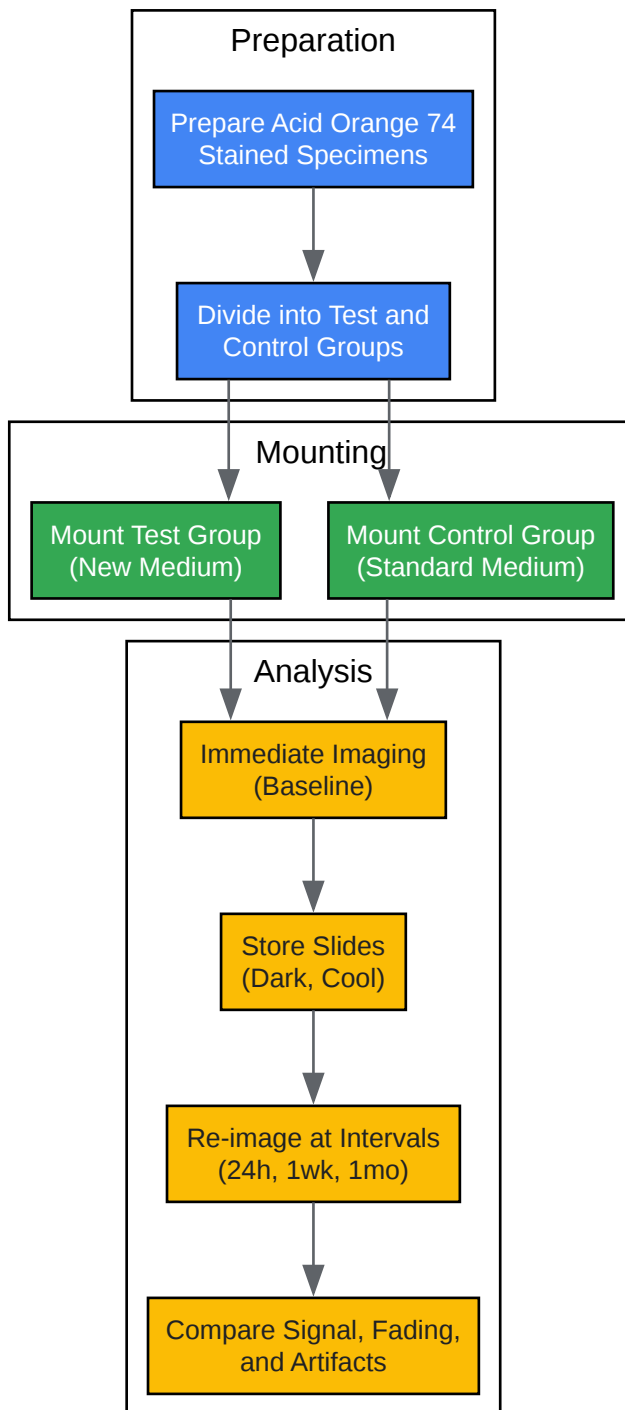 Preparation
Prepare Acid Orange 74
Stained Specimens
Divide into Test and
Control Groups
Mounting
Mount Test Group
(New Medium)
Mount Control Group
(Standard Medium)
Analysis
Immediate Imaging
(Baseline)
Store Slides
(Dark, Cool)
Re-image at Intervals
(24h, 1wk, 1mo)
Compare Signal, Fading,
and Artifacts